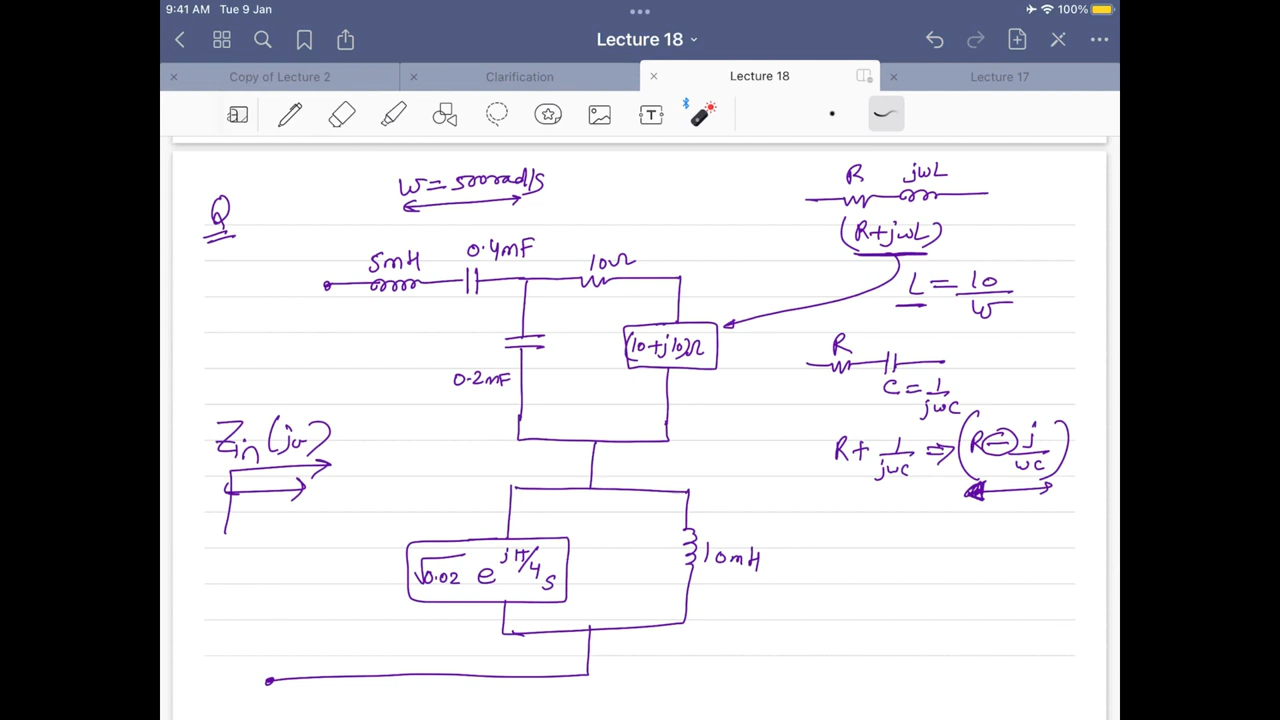 9:41 AM Tue 9 Jan
100%
Lecture 18
Copy of Lecture 2
Clarification
Lecture 18
Lecture 17
Q
ω = 5000rad/s
5mH
0.4mF
10Ω
0.2mF
(10+j10)Ω
Zin(jω)
√0.02 e^jπ/4 S
10mH
R jωL
(R+jωL)
L = 10/ω
R
C = 1/jωC
R + 1/jωC ⇒ (R - j/ωC)